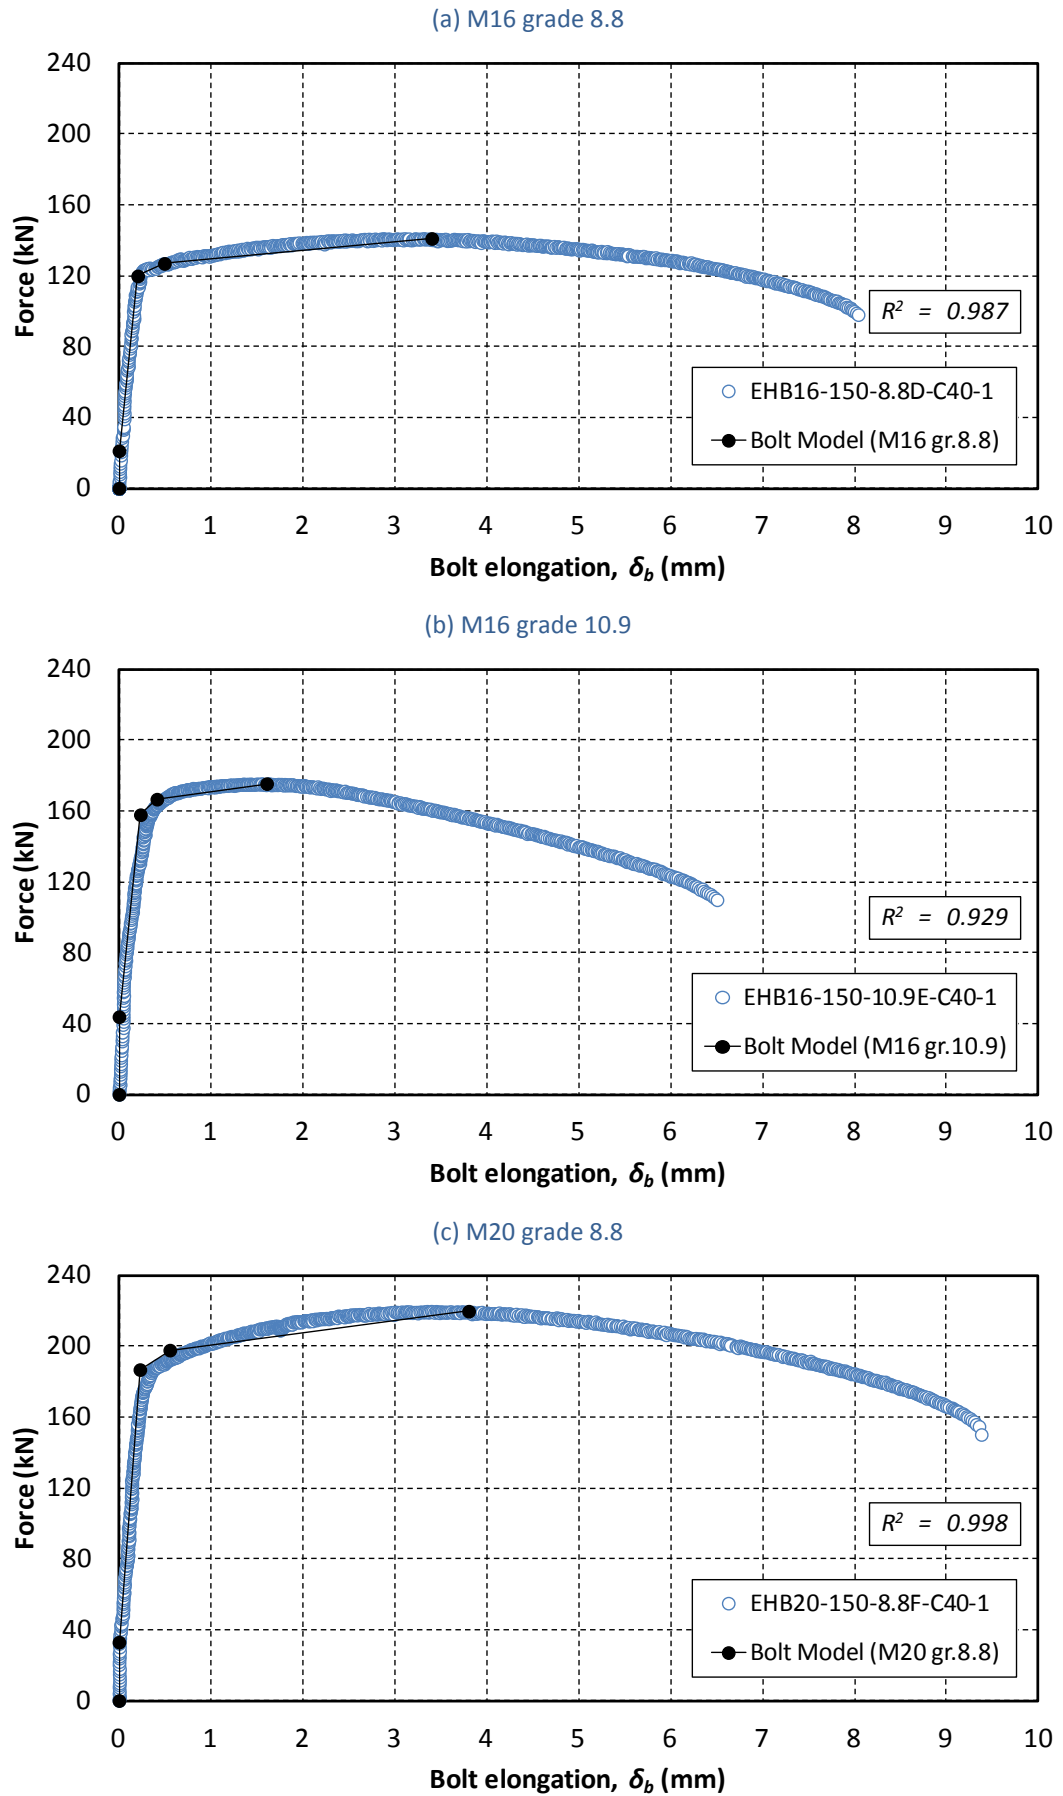 (a) M16 grade 8.8
240
200
160
120
80
40
0
Force (kN)
0 1 2 3 4 5 6 7 8 9 10
Bolt elongation, δb (mm)
R² = 0.987
EHB16-150-8.8D-C40-1
Bolt Model (M16 gr.8.8)
(b) M16 grade 10.9
240
200
160
120
80
40
0
Force (kN)
0 1 2 3 4 5 6 7 8 9 10
Bolt elongation, δb (mm)
R² = 0.929
EHB16-150-10.9E-C40-1
Bolt Model (M16 gr.10.9)
(c) M20 grade 8.8
240
200
160
120
80
40
0
Force (kN)
0 1 2 3 4 5 6 7 8 9 10
Bolt elongation, δb (mm)
R² = 0.998
EHB20-150-8.8F-C40-1
Bolt Model (M20 gr.8.8)